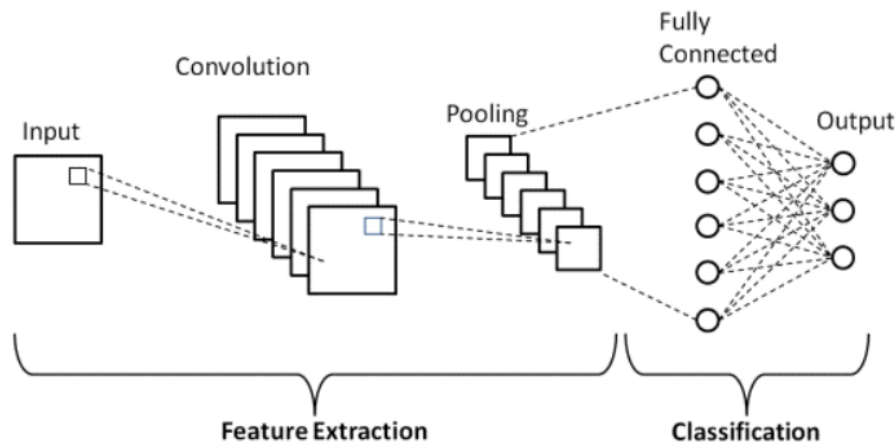 Input
Convolution
Pooling
Fully
Connected
Output
Feature Extraction
Classification